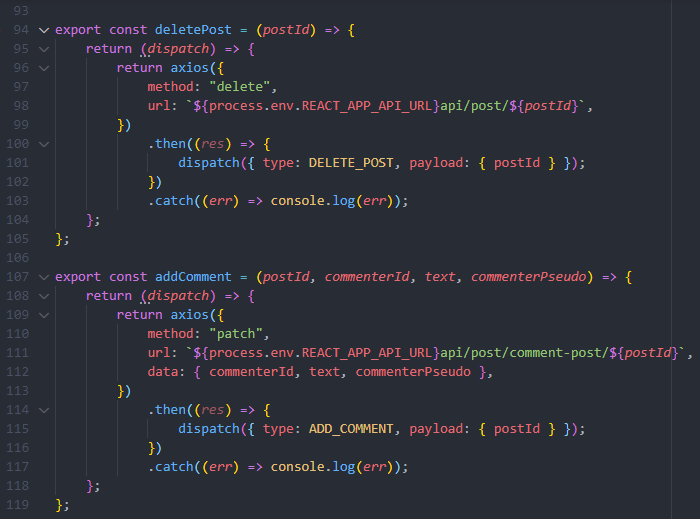 93
94 export const deletePost = (postId) => {
95 return (dispatch) => {
96 return axios({
97 method: "delete",
98 url: `${process.env.REACT_APP_API_URL}api/post/${postId}`,
99 })
100 .then((res) => {
101 dispatch({ type: DELETE_POST, payload: { postId } });
102 })
103 .catch((err) => console.log(err));
104 };
105 };
106
107 export const addComment = (postId, commenterId, text, commenterPseudo) => {
108 return (dispatch) => {
109 return axios({
110 method: "patch",
111 url: `${process.env.REACT_APP_API_URL}api/post/comment-post/${postId}`,
112 data: { commenterId, text, commenterPseudo },
113 })
114 .then((res) => {
115 dispatch({ type: ADD_COMMENT, payload: { postId } });
116 })
117 .catch((err) => console.log(err));
118 };
119 };